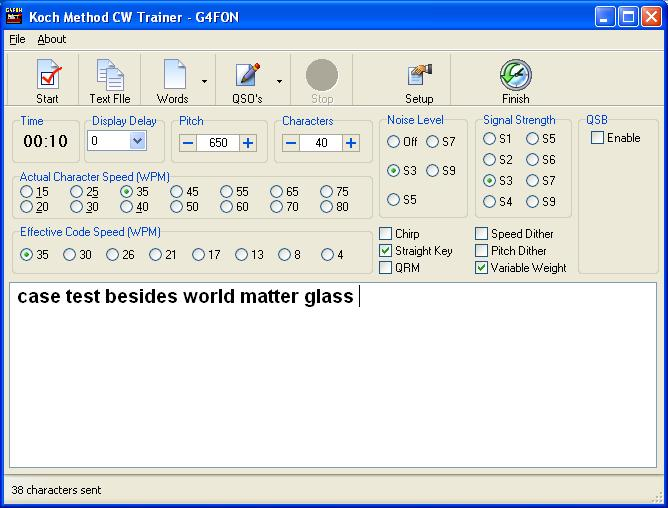 Koch Method CW Trainer - G4FON
File About
Start Text FIle Words QSO's Stop Setup Finish
Time
00:10
Display Delay
0
Pitch
650
Characters
40
Noise Level
Off S7
S3 S9
S5
Signal Strength
S1 S5
S2 S6
S3 S7
S4 S9
QSB
Enable
Actual Character Speed (WPM)
15 25 35 45 55 65 75
20 30 40 50 60 70 80
Effective Code Speed (WPM)
35 30 26 21 17 13 8 4
Chirp
Straight Key
QRM
Speed Dither
Pitch Dither
Variable Weight
case test besides world matter glass
38 characters sent